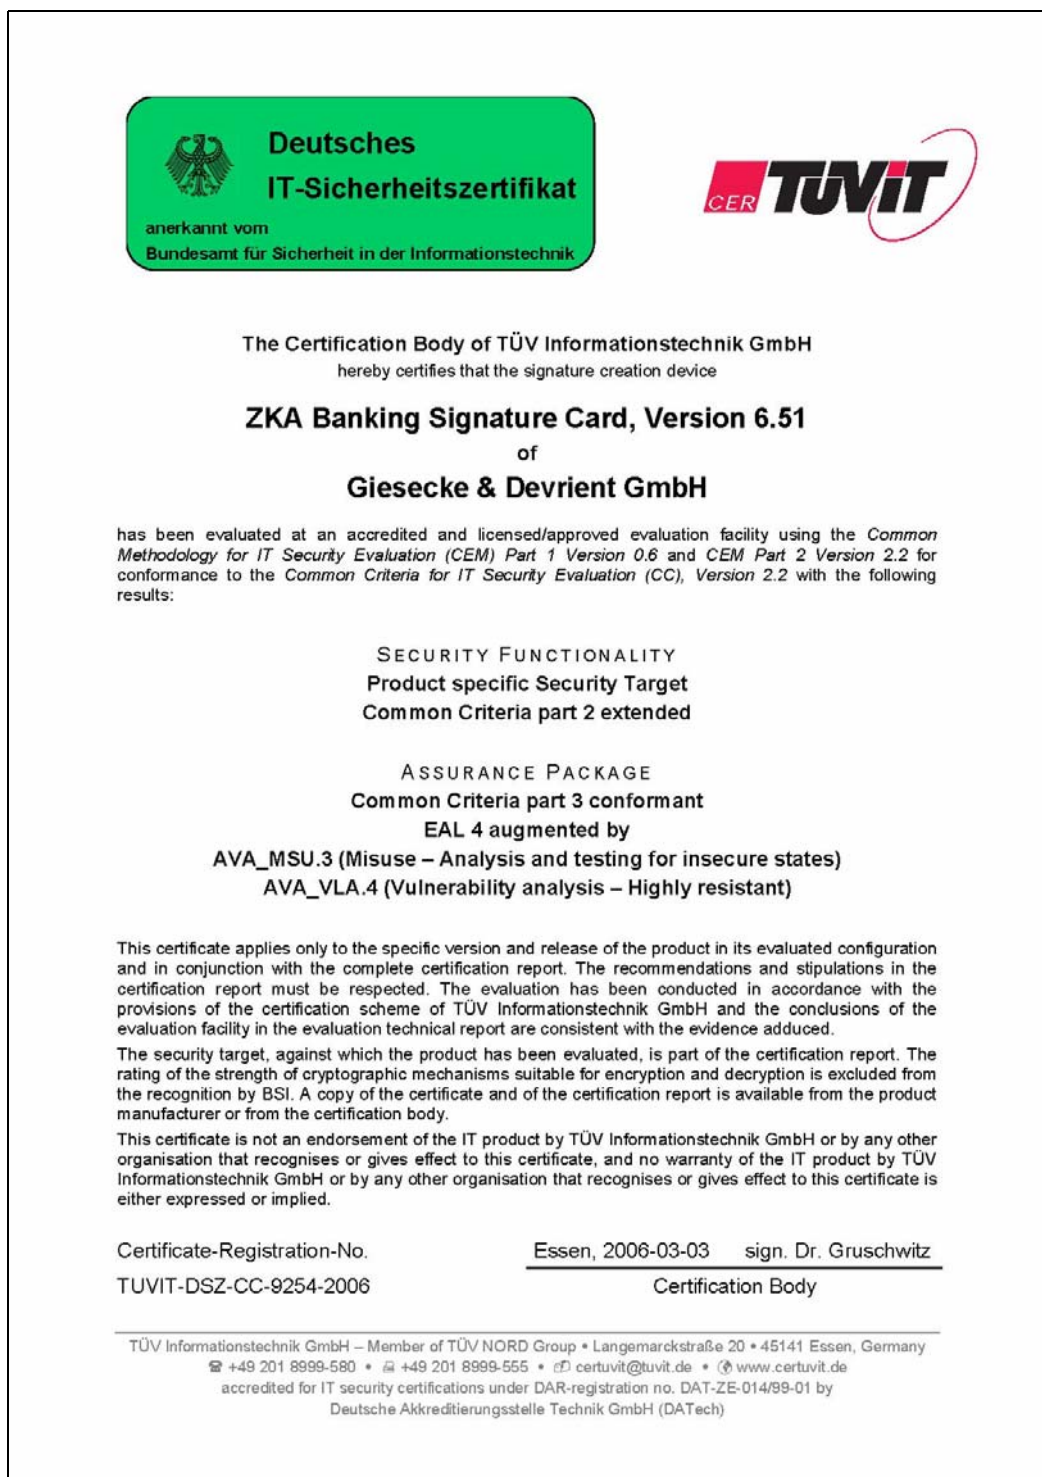 Deutsches
IT-Sicherheitszertifikat
anerkannt vom
Bundesamt für Sicherheit in der Informationstechnik
CER TÜViT
The Certification Body of TÜV Informationstechnik GmbH
hereby certifies that the signature creation device
ZKA Banking Signature Card, Version 6.51
of
Giesecke & Devrient GmbH
has been evaluated at an accredited and licensed/approved evaluation facility using the Common
Methodology for IT Security Evaluation (CEM) Part 1 Version 0.6 and CEM Part 2 Version 2.2 for
conformance to the Common Criteria for IT Security Evaluation (CC), Version 2.2 with the following
results:
SECURITY FUNCTIONALITY
Product specific Security Target
Common Criteria part 2 extended
ASSURANCE PACKAGE
Common Criteria part 3 conformant
EAL 4 augmented by
AVA_MSU.3 (Misuse – Analysis and testing for insecure states)
AVA_VLA.4 (Vulnerability analysis – Highly resistant)
This certificate applies only to the specific version and release of the product in its evaluated configuration
and in conjunction with the complete certification report. The recommendations and stipulations in the
certification report must be respected. The evaluation has been conducted in accordance with the
provisions of the certification scheme of TÜV Informationstechnik GmbH and the conclusions of the
evaluation facility in the evaluation technical report are consistent with the evidence adduced.
The security target, against which the product has been evaluated, is part of the certification report. The
rating of the strength of cryptographic mechanisms suitable for encryption and decryption is excluded from
the recognition by BSI. A copy of the certificate and of the certification report is available from the product
manufacturer or from the certification body.
This certificate is not an endorsement of the IT product by TÜV Informationstechnik GmbH or by any other
organisation that recognises or gives effect to this certificate, and no warranty of the IT product by TÜV
Informationstechnik GmbH or by any other organisation that recognises or gives effect to this certificate is
either expressed or implied.
Certificate-Registration-No.
TUVIT-DSZ-CC-9254-2006
Essen, 2006-03-03 sign. Dr. Gruschwitz
Certification Body
TÜV Informationstechnik GmbH – Member of TÜV NORD Group • Langemarckstraße 20 • 45141 Essen, Germany
☎ +49 201 8999-580 • +49 201 8999-555 • certuvit@tuvit.de • www.certuvit.de
accredited for IT security certifications under DAR-registration no. DAT-ZE-014/99-01 by
Deutsche Akkreditierungsstelle Technik GmbH (DATech)